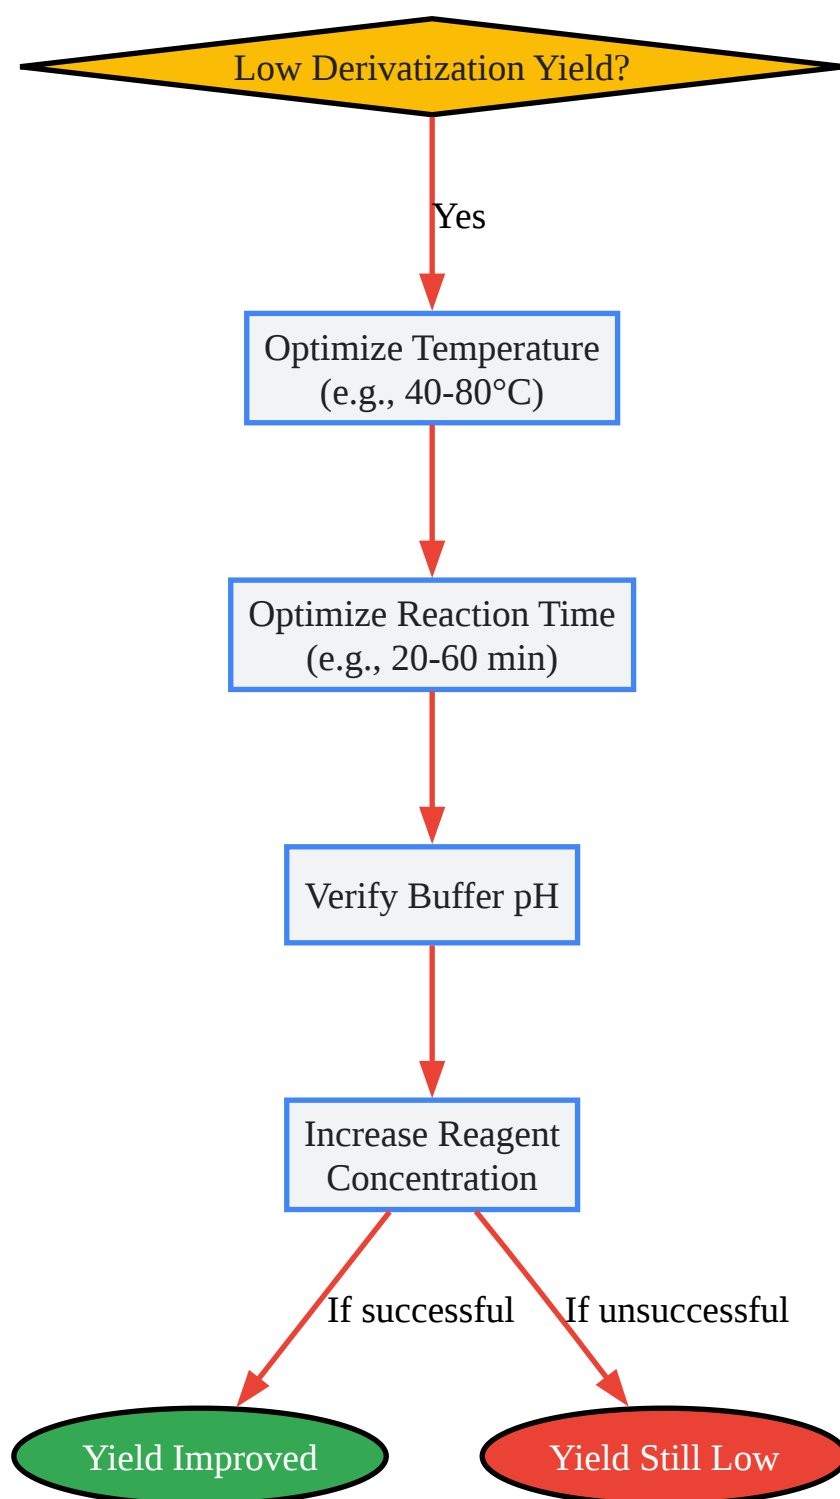 Low Derivatization Yield?
Yes
Optimize Temperature
(e.g., 40-80°C)
Optimize Reaction Time
(e.g., 20-60 min)
Verify Buffer pH
Increase Reagent
Concentration
If successful
If unsuccessful
Yield Improved
Yield Still Low